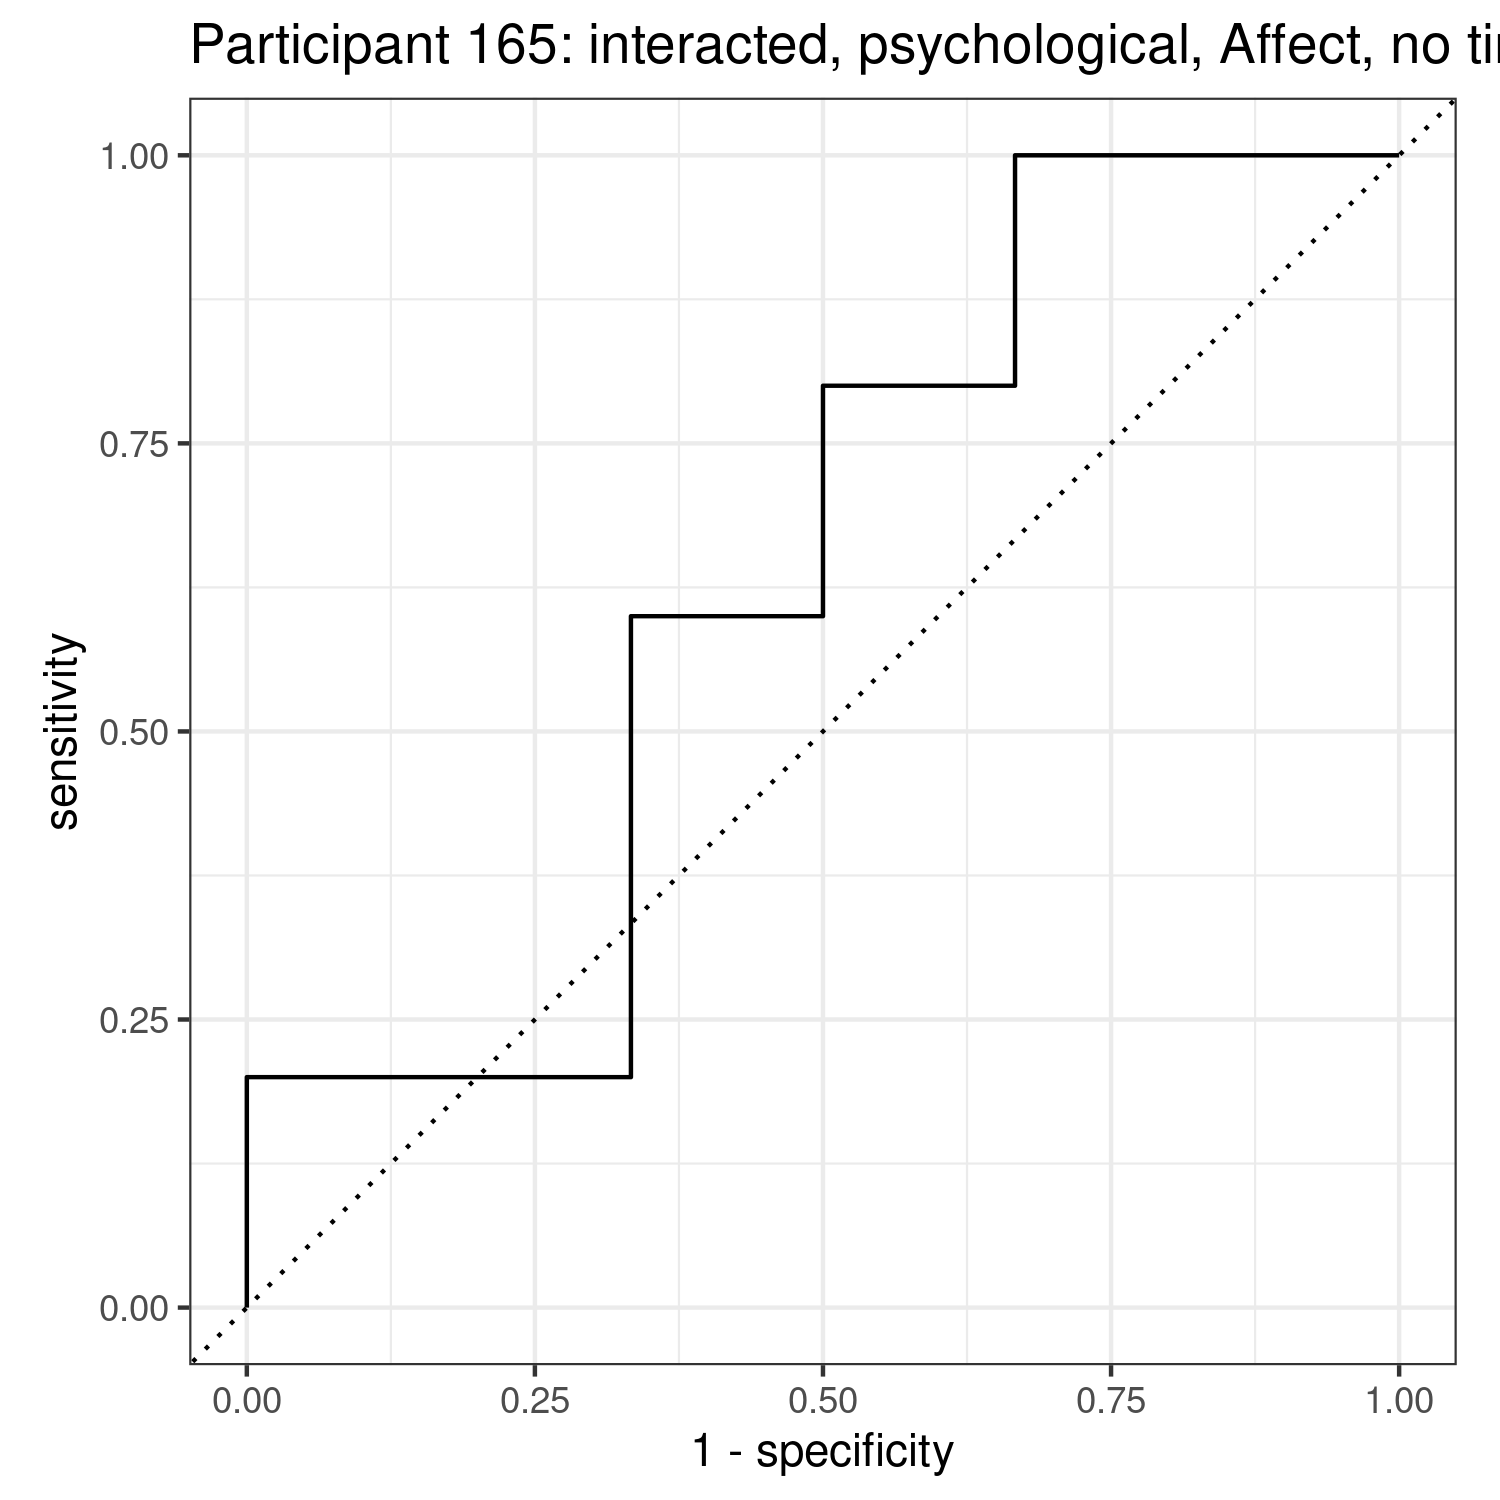 Participant 165: interacted, psychological, Affect, no
1.00
0.75
0.50
0.25
0.00
sensitivity
0.00 0.25 0.50 0.75 1.00
1 - specificity